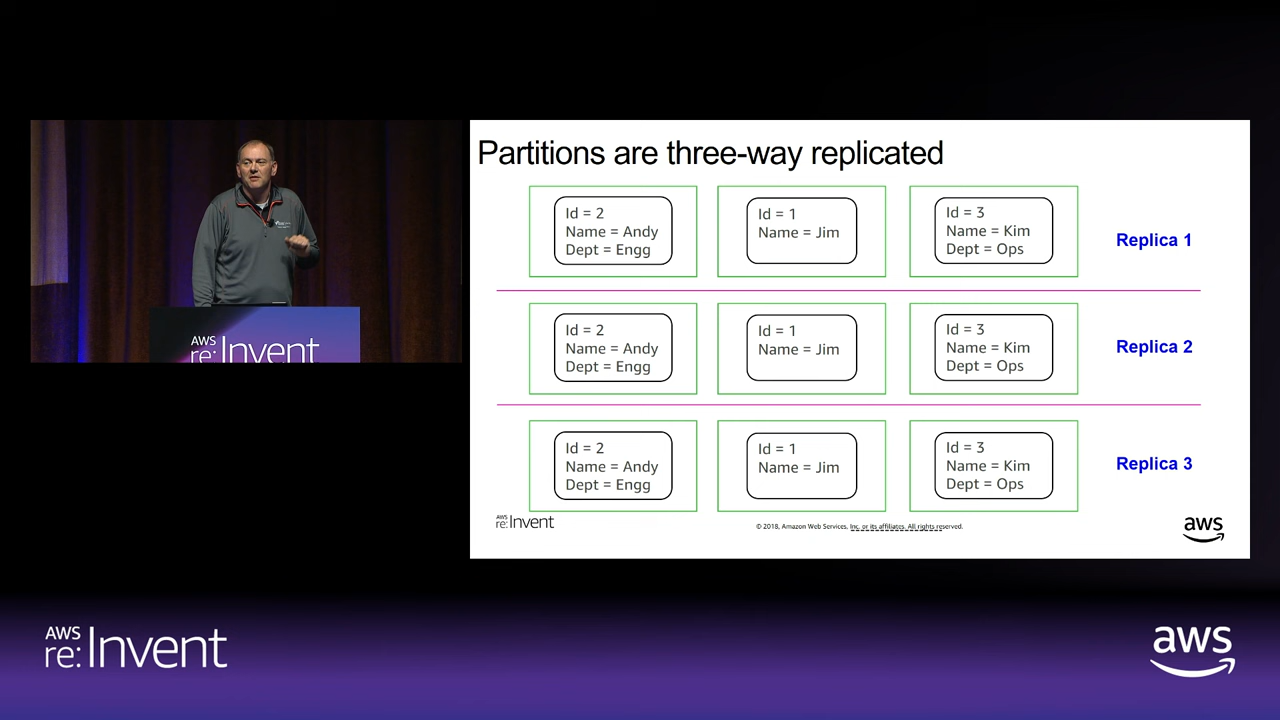 Partitions are three-way replicated
Id = 2
Name = Andy
Dept = Engg
Id = 1
Name = Jim
Id = 3
Name = Kim
Dept = Ops
Replica 1
Id = 2
Name = Andy
Dept = Engg
Id = 1
Name = Jim
Id = 3
Name = Kim
Dept = Ops
Replica 2
Id = 2
Name = Andy
Dept = Engg
Id = 1
Name = Jim
Id = 3
Name = Kim
Dept = Ops
Replica 3
AWS
re:Invent
© 2018, Amazon Web Services, Inc. or its affiliates. All rights reserved.
aws
AWS
re:Invent
AWS
re:Invent
aws